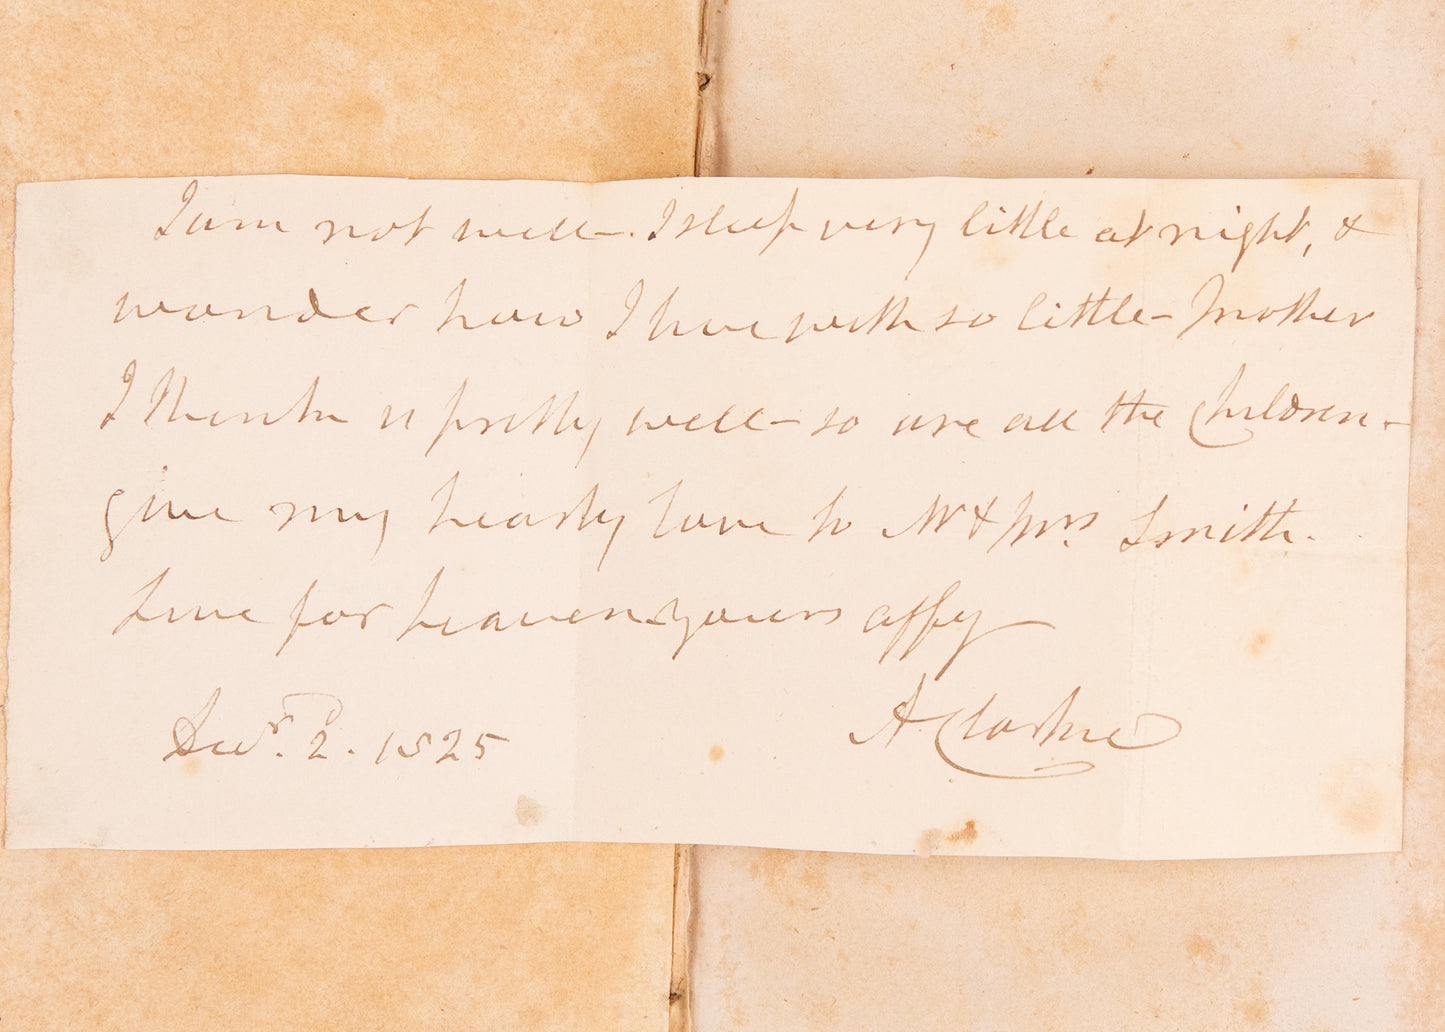 I am not well—. I sleep very little at night, &
wonder how I live with so little— Mother
I think is pretty well— so are all the Children—
give my hearty love to Mr & Mrs. Smith.
Live for heaven yours affy—
A. Clarke
Decr. 2. 1825